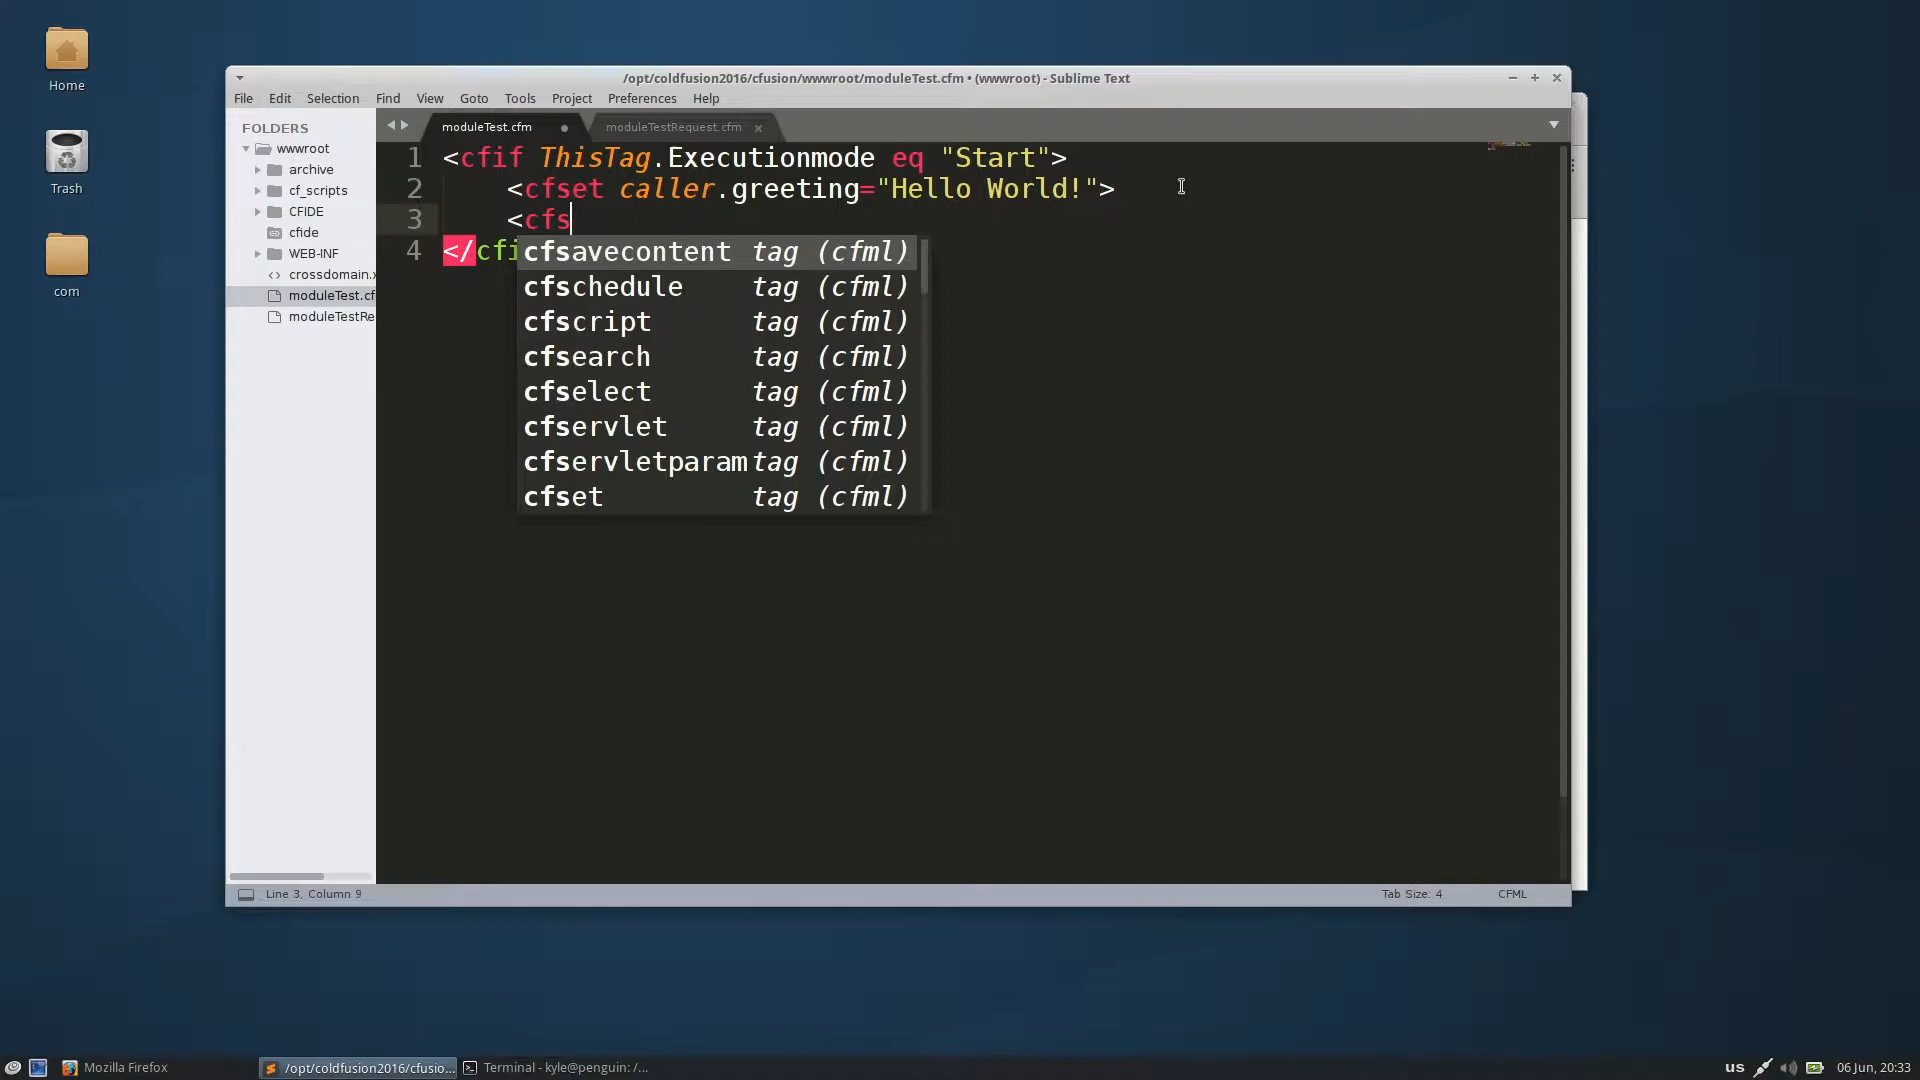 Home
Trash
com
/opt/coldfusion2016/cfusion/wwwroot/moduleTest.cfm • (wwwroot) - Sublime Text
File Edit Selection Find View Goto Tools Project Preferences Help
FOLDERS
wwwroot
archive
cf_scripts
CFIDE
cfide
WEB-INF
crossdomain.x
moduleTest.cf
moduleTestRe
moduleTest.cfm
moduleTestRequest.cfm
1 <cfif ThisTag.Executionmode eq "Start">
2 <cfset caller.greeting="Hello World!">
3 <cfs
4 </cfi
cfsavecontent tag (cfml)
cfschedule tag (cfml)
cfscript tag (cfml)
cfsearch tag (cfml)
cfselect tag (cfml)
cfservlet tag (cfml)
cfservletparam tag (cfml)
cfset tag (cfml)
Line 3, Column 9
Tab Size: 4
CFML
Mozilla Firefox
/opt/coldfusion2016/cfusio...
Terminal - kyle@penguin: /...
us
06 Jun, 20:33